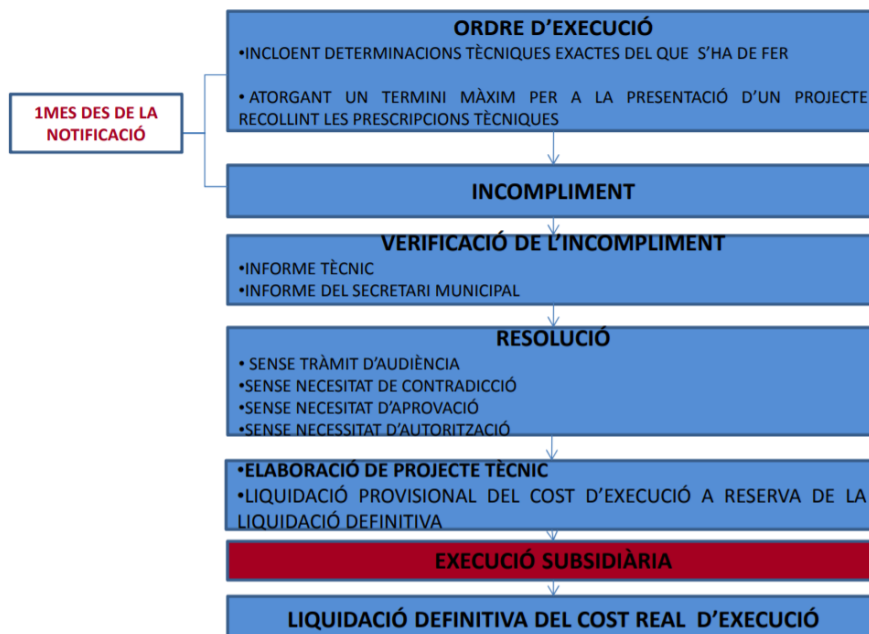 ORDRE D'EXECUCIÓ
•INCLOENT DETERMINACIONS TÈCNIQUES EXACTES DEL QUE S'HA DE FER
• ATORGANT UN TERMINI MÀXIM PER A LA PRESENTACIÓ D'UN PROJECTE
RECOLLINT LES PRESCRIPCIONS TÈCNIQUES
1MES DES DE LA
NOTIFICACIÓ
INCOMPLIMENT
VERIFICACIÓ DE L'INCOMPLIMENT
•INFORME TÈCNIC
•INFORME DEL SECRETARI MUNICIPAL
RESOLUCIÓ
• SENSE TRÀMIT D'AUDIÈNCIA
•SENSE NECESITAT DE CONTRADICCIÓ
•SENSE NECESITAT D'APROVACIÓ
•SENSE NECESSITAT D'AUTORITZACIÓ
•ELABORACIÓ DE PROJECTE TÈCNIC
•LIQUIDACIÓ PROVISIONAL DEL COST D'EXECUCIÓ A RESERVA DE LA
LIQUIDACIÓ DEFINITIVA
EXECUCIÓ SUBSIDIÀRIA
LIQUIDACIÓ DEFINITIVA DEL COST REAL D'EXECUCIÓ